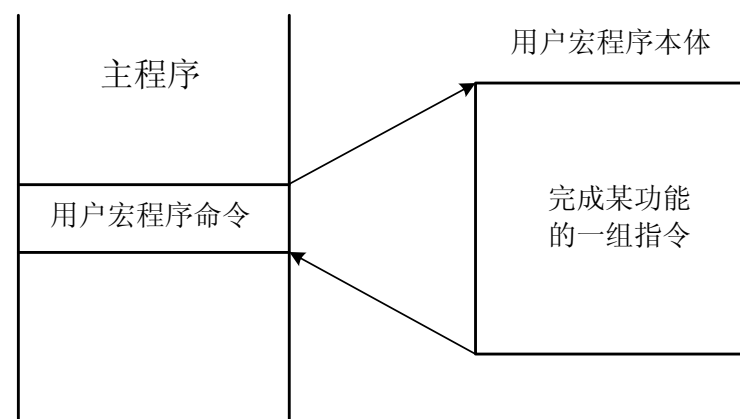 主程序
用户宏程序命令
用户宏程序本体
完成某功能
的一组指令